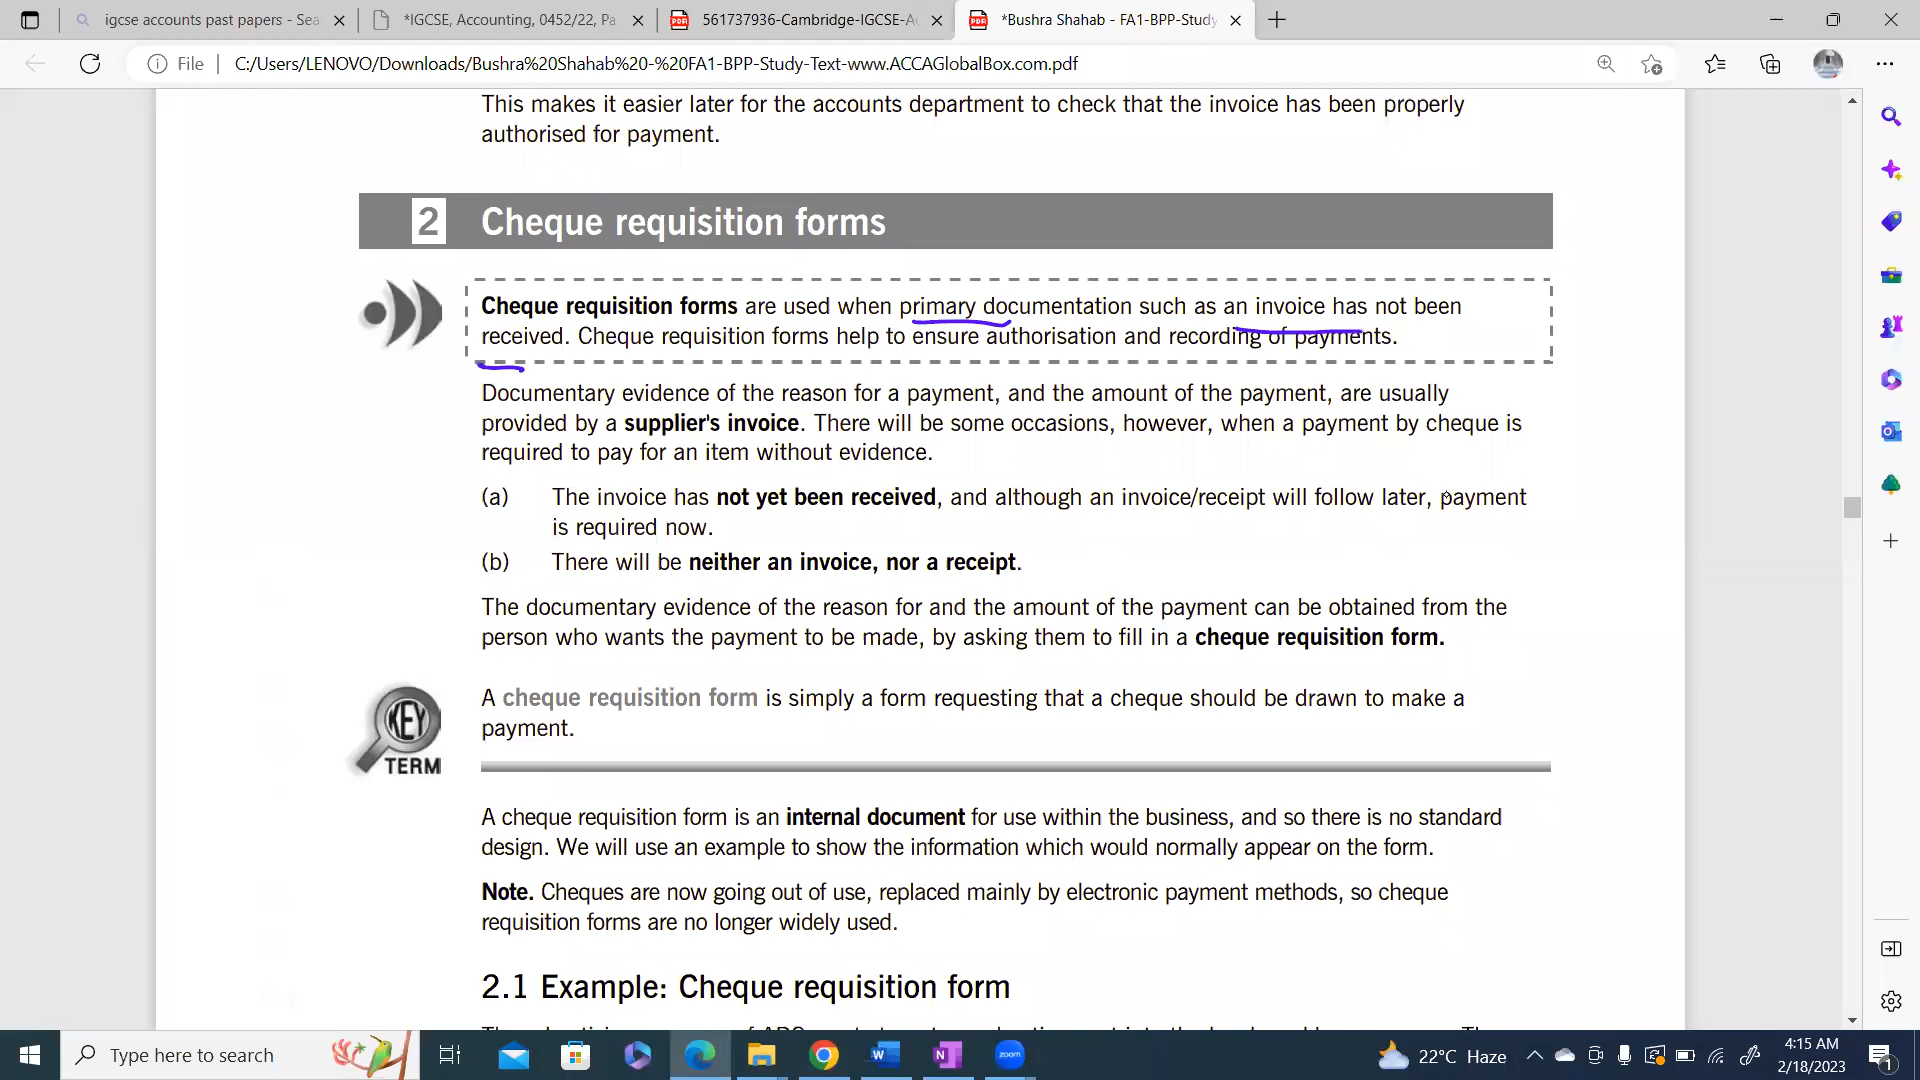 igcse accounts past papers - Sea
*IGCSE, Accounting, 0452/22, Pa
561737936-Cambridge-IGCSE-A
*Bushra Shahab - FA1-BPP-Study
File
C:/Users/LENOVO/Downloads/Bushra%20Shahab%20-%20FA1-BPP-Study-Text-www.ACCAGlobalBox.com.pdf
This makes it easier later for the accounts department to check that the invoice has been properly
authorised for payment.
2 Cheque requisition forms
Cheque requisition forms are used when primary documentation such as an invoice has not been
received. Cheque requisition forms help to ensure authorisation and recording of payments.
Documentary evidence of the reason for a payment, and the amount of the payment, are usually
provided by a supplier's invoice. There will be some occasions, however, when a payment by cheque is
required to pay for an item without evidence.
(a) The invoice has not yet been received, and although an invoice/receipt will follow later, payment
is required now.
(b) There will be neither an invoice, nor a receipt.
The documentary evidence of the reason for and the amount of the payment can be obtained from the
person who wants the payment to be made, by asking them to fill in a cheque requisition form.
KEY
TERM
A cheque requisition form is simply a form requesting that a cheque should be drawn to make a
payment.
A cheque requisition form is an internal document for use within the business, and so there is no standard
design. We will use an example to show the information which would normally appear on the form.
Note. Cheques are now going out of use, replaced mainly by electronic payment methods, so cheque
requisition forms are no longer widely used.
2.1 Example: Cheque requisition form
Type here to search
zoom
22°C Haze
4:15 AM
2/18/2023
1